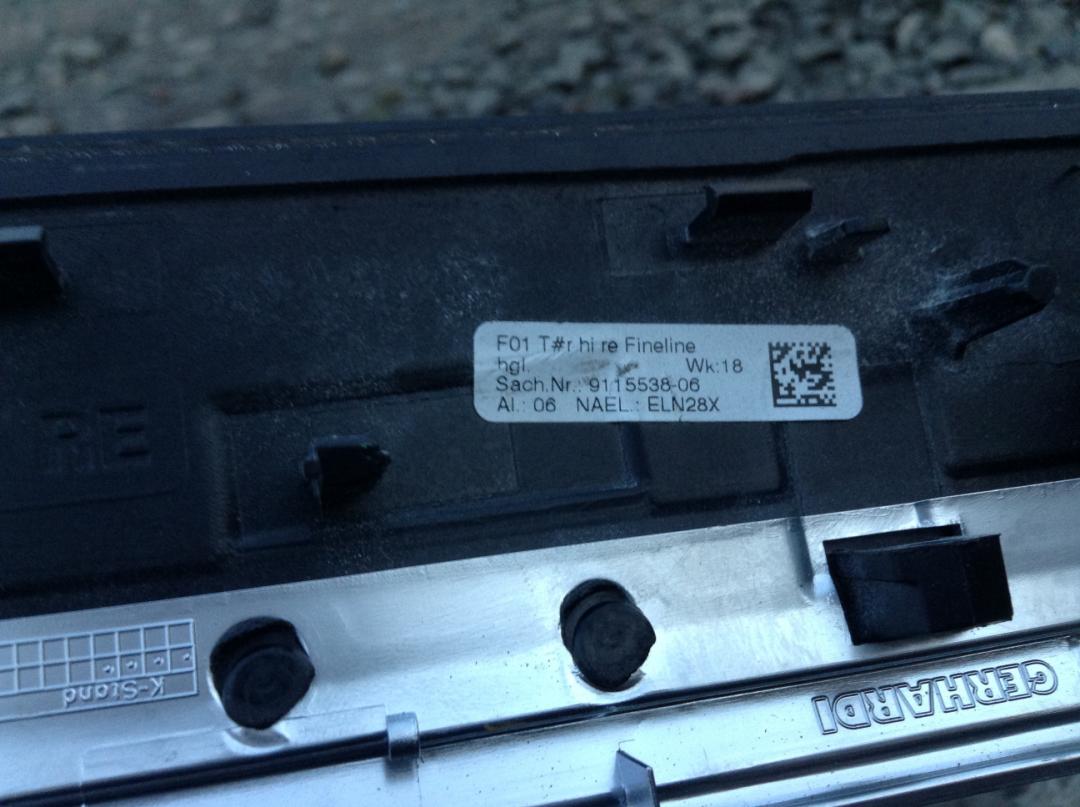 F01 T#r hi re Fineline
hgl. Wk:18
Sach.Nr.: 9115538-06
Al.: 06 NAEL.: ELN28X
RE
K-Stand
GERHARDI